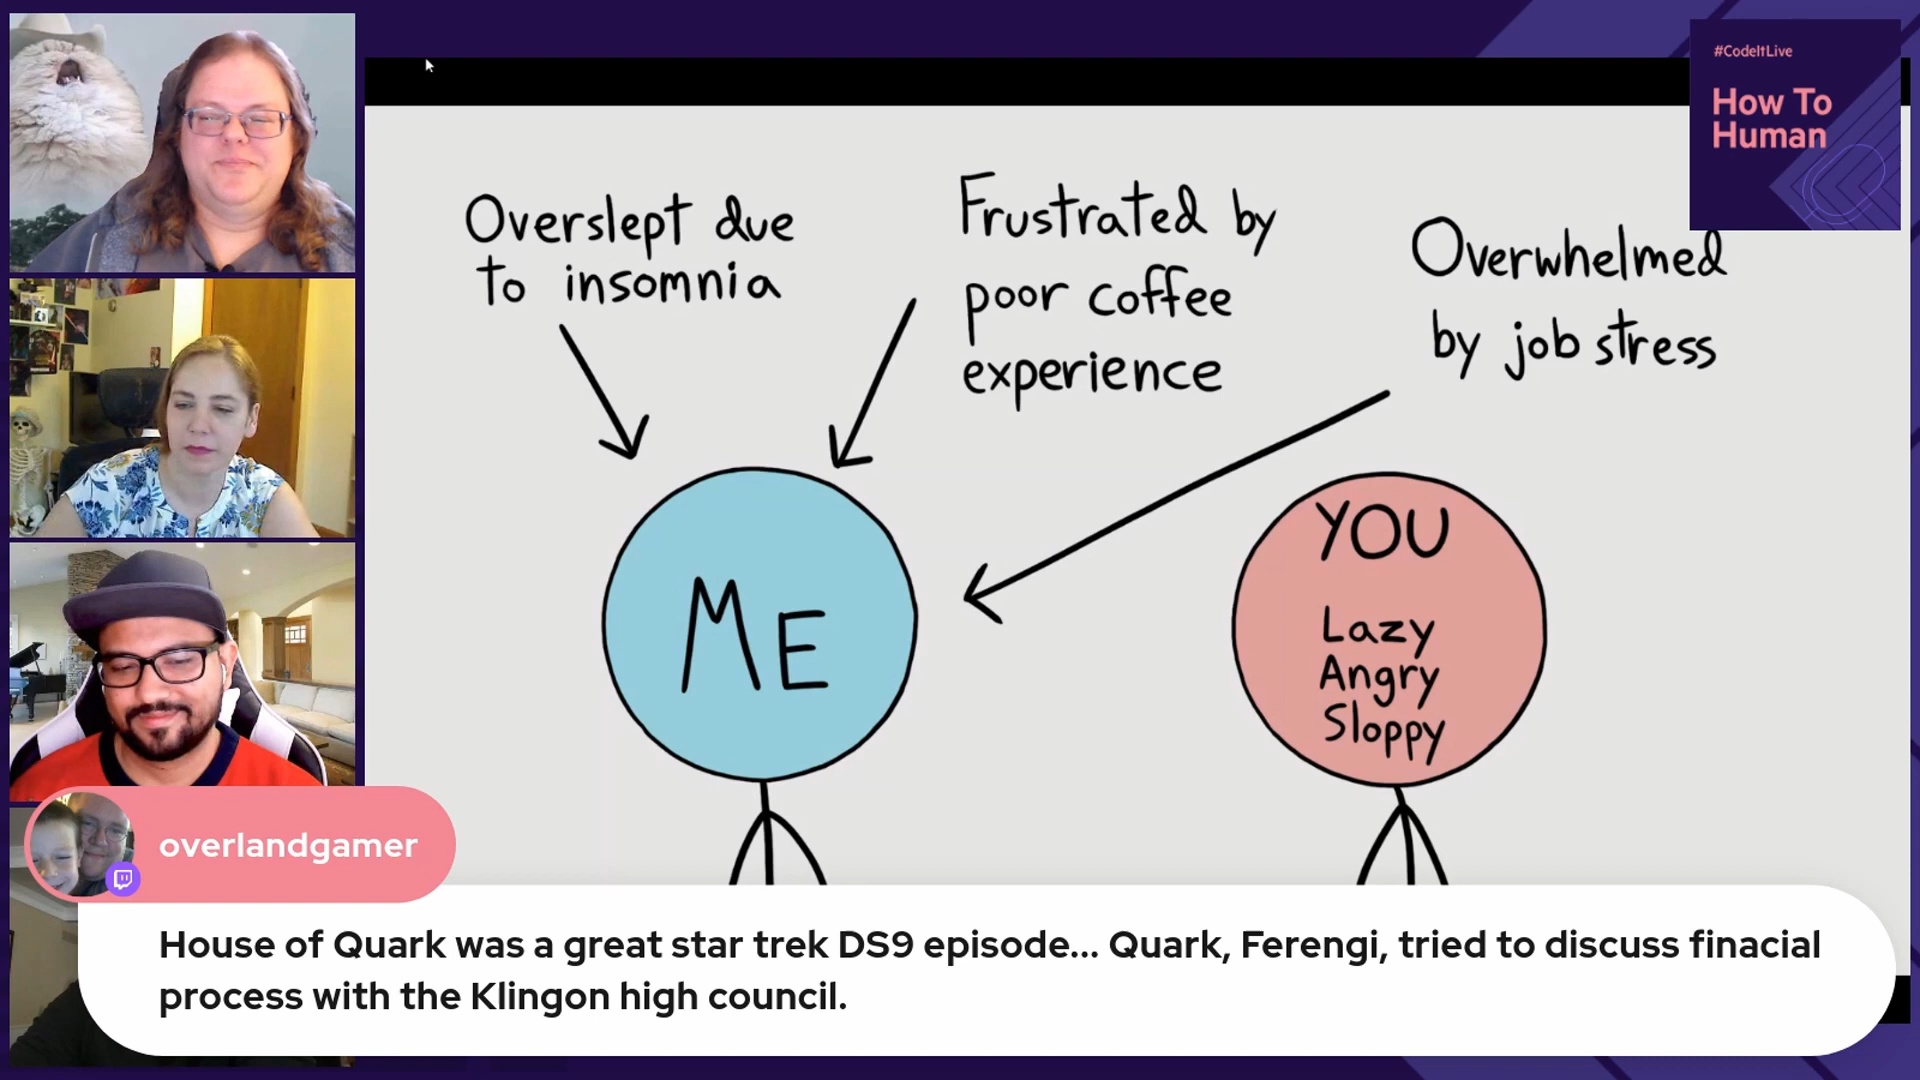 #CodeItLive
How To
Human
Overslept due
to insomnia
Frustrated by
poor coffee
experience
Overwhelmed
by job stress
ME
YOU
Lazy
Angry
Sloppy
overlandgamer
House of Quark was a great star trek DS9 episode... Quark, Ferengi, tried to discuss finacial
process with the Klingon high council.